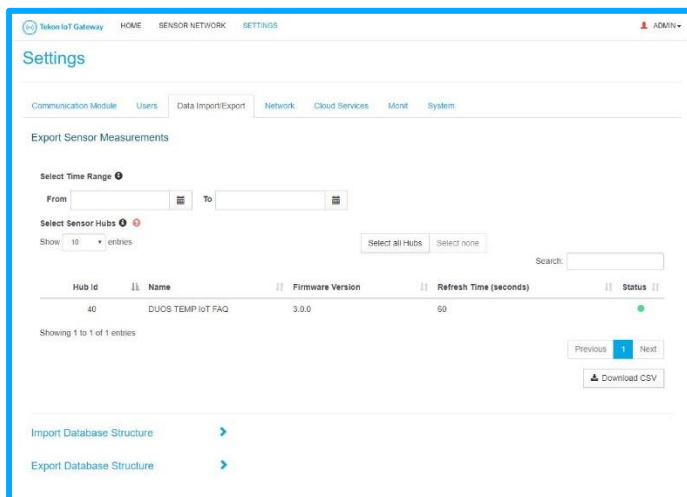 Tekon IoT Gateway HOME SENSOR NETWORK SETTINGS ADMIN
Settings
Communication Module Users Data Import/Export Network Cloud Services Monit System
Export Sensor Measurements
Select Time Range
From To
Select Sensor Hubs
Show 10 entries
Select all Hubs Select none
Search:
Hub Id Name Firmware Version Refresh Time (seconds) Status
40 DUOS TEMP IoT FAQ 3.0.0 60
Showing 1 to 1 of 1 entries
Previous 1 Next
Download CSV
Import Database Structure
Export Database Structure